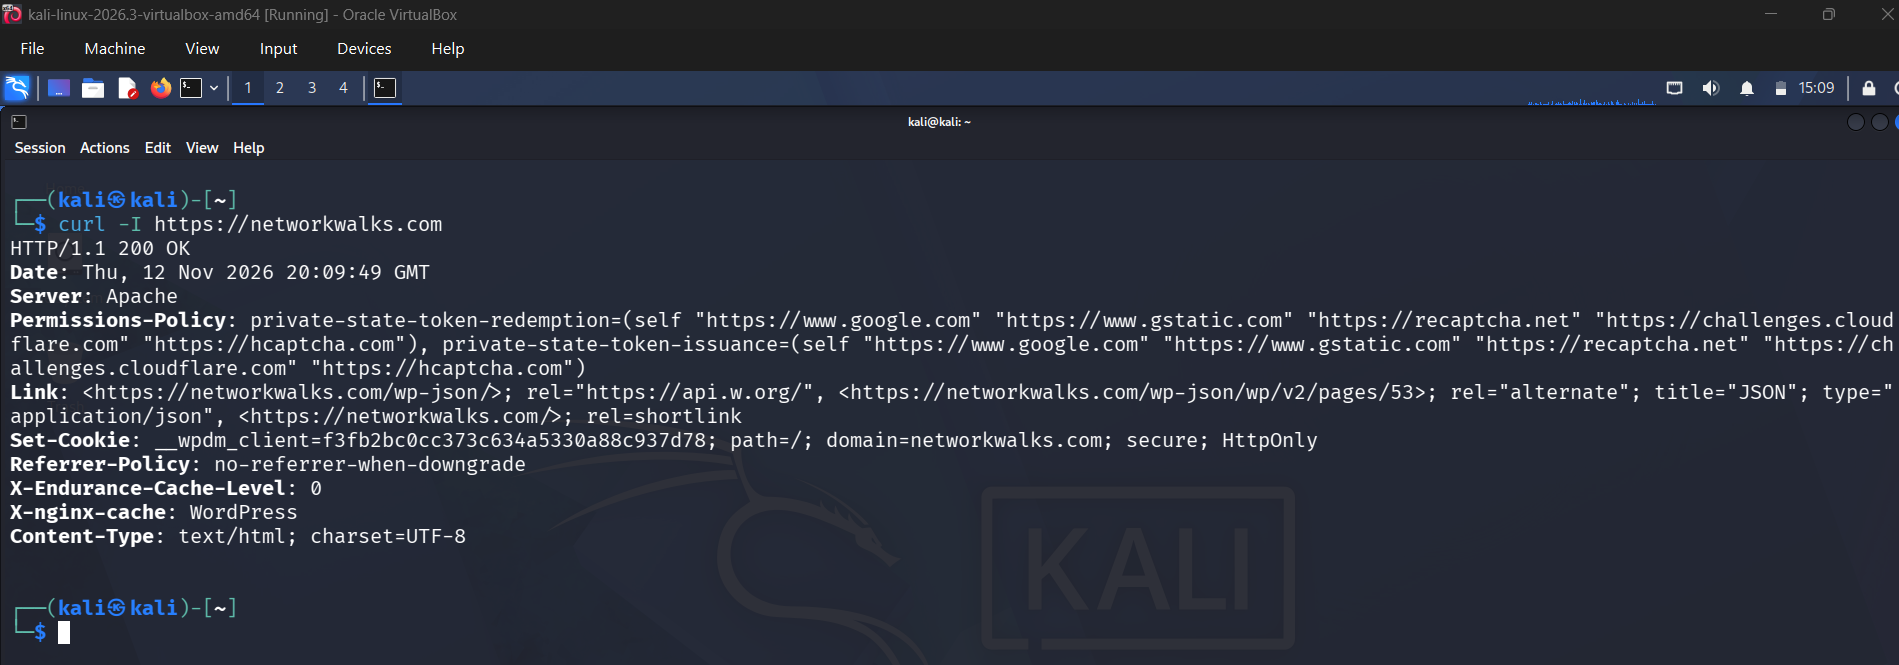 kali-linux-2026.3-virtualbox-amd64 [Running] - Oracle VirtualBox
File Machine View Input Devices Help
1 2 3 4 15:09
kali@kali: ~
Session Actions Edit View Help
┌──(kali㉿kali)-[~]
└─$ curl -I https://networkwalks.com
HTTP/1.1 200 OK
Date: Thu, 12 Nov 2026 20:09:49 GMT
Server: Apache
Permissions-Policy: private-state-token-redemption=(self "https://www.google.com" "https://www.gstatic.com" "https://recaptcha.net" "https://challenges.cloud
flare.com" "https://hcaptcha.com"), private-state-token-issuance=(self "https://www.google.com" "https://www.gstatic.com" "https://recaptcha.net" "https://ch
allenges.cloudflare.com" "https://hcaptcha.com")
Link: <https://networkwalks.com/wp-json/>; rel="https://api.w.org/", <https://networkwalks.com/wp-json/wp/v2/pages/53>; rel="alternate"; title="JSON"; type="
application/json", <https://networkwalks.com/>; rel=shortlink
Set-Cookie: __wpdm_client=f3fb2bc0cc373c634a5330a88c937d78; path=/; domain=networkwalks.com; secure; HttpOnly
Referrer-Policy: no-referrer-when-downgrade
X-Endurance-Cache-Level: 0
X-nginx-cache: WordPress
Content-Type: text/html; charset=UTF-8
┌──(kali㉿kali)-[~]
└─$
KALI